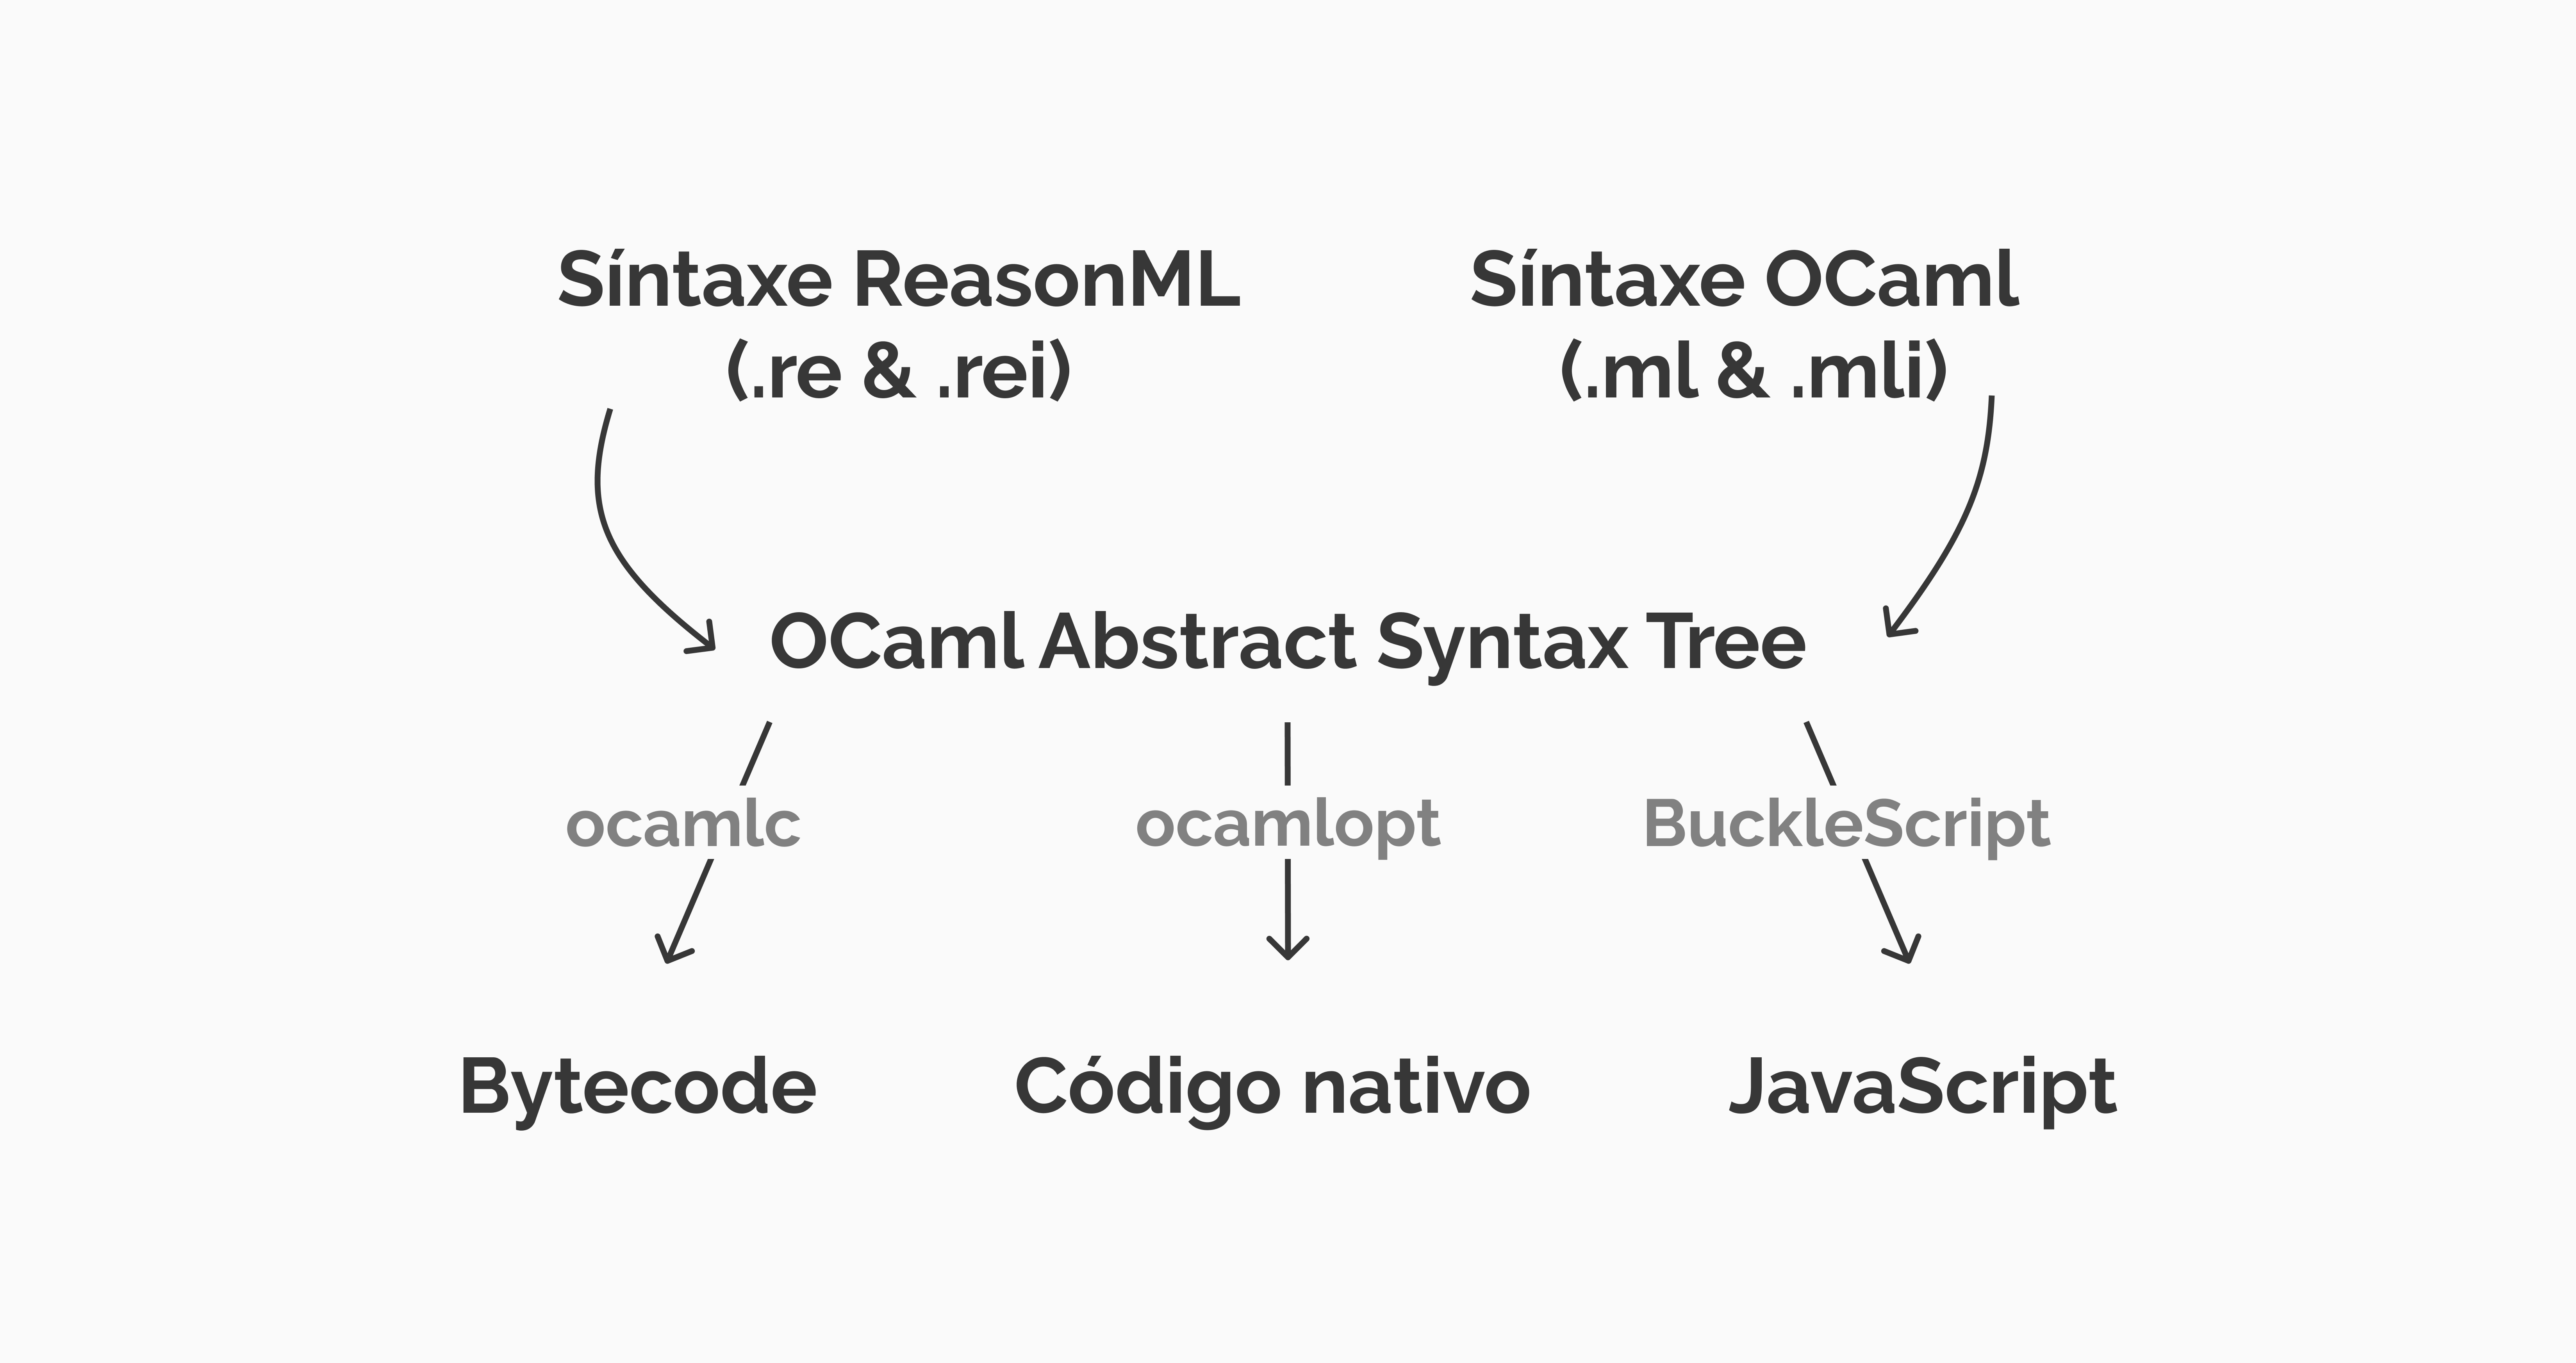 Síntaxe ReasonML
(.re & .rei)
Síntaxe OCaml
(.ml & .mli)
OCaml Abstract Syntax Tree
ocamlc
ocamlopt
BuckleScript
Bytecode
Código nativo
JavaScript